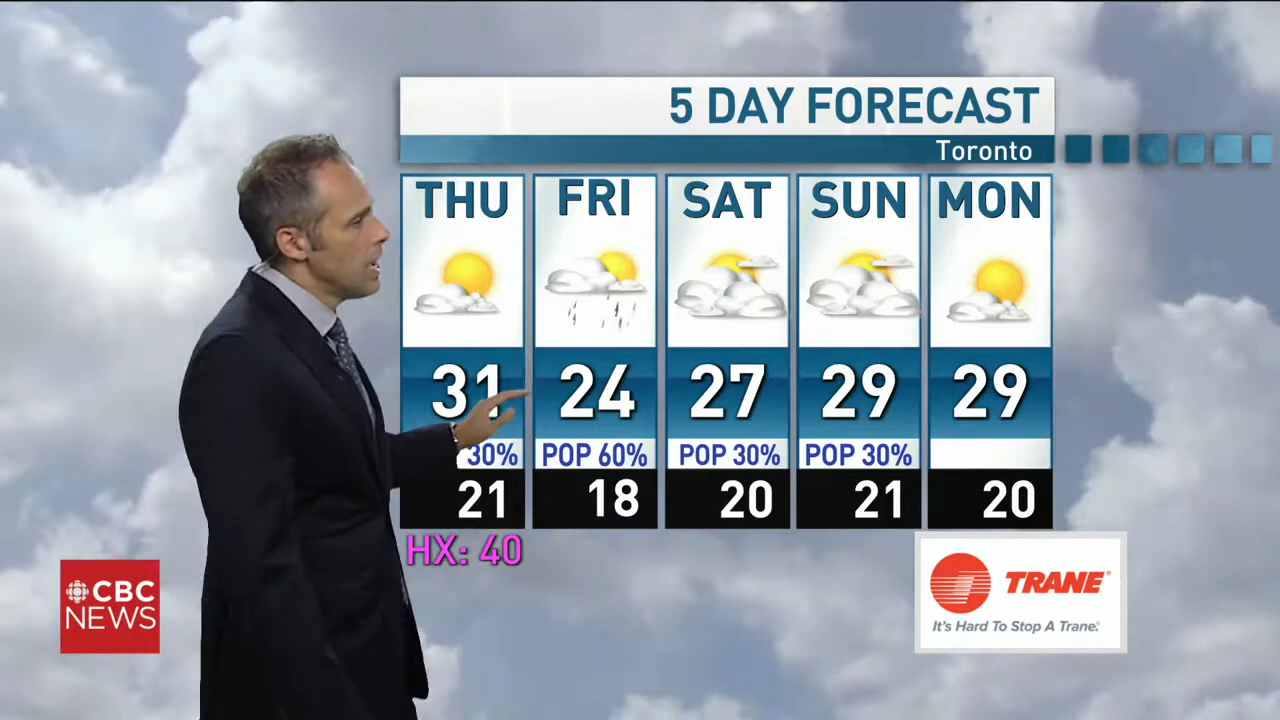 5 DAY FORECAST
Toronto
THU FRI SAT SUN MON
31 24 27 29 29
30% POP 60% POP 30% POP 30%
21 18 20 21 20
HX: 40
CBC
NEWS
TRANE®
It's Hard To Stop A Trane.®